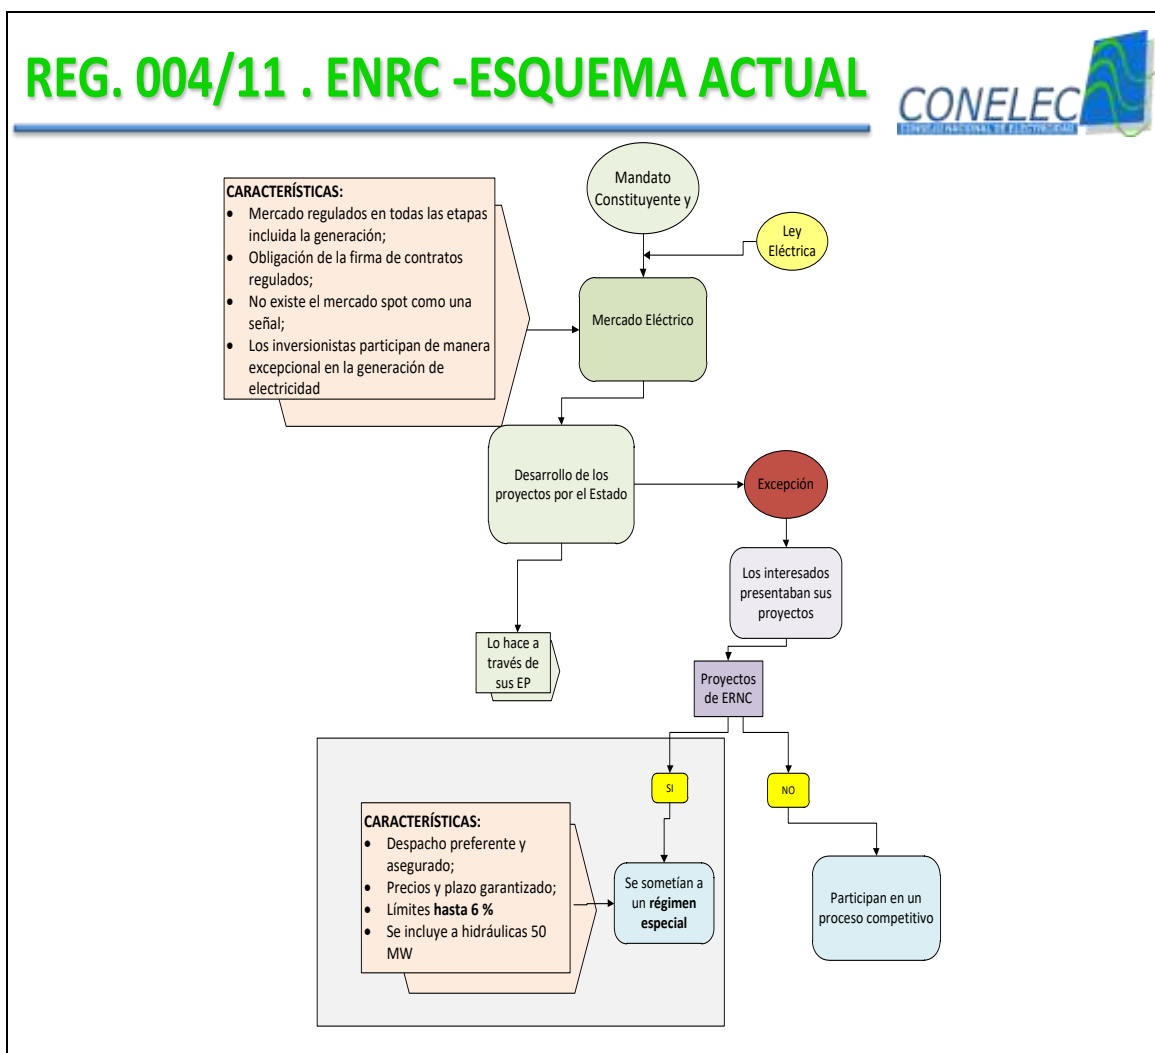 REG. 004/11 . ENRC -ESQUEMA ACTUAL
CONELEC
CONSEJO NACIONAL DE ELECTRICIDAD
Mandato
Constituyente y
Ley
Eléctrica
CARACTERÍSTICAS:
• Mercado regulados en todas las etapas
incluida la generación;
• Obligación de la firma de contratos
regulados;
• No existe el mercado spot como una
señal;
• Los inversionistas participan de manera
excepcional en la generación de
electricidad
Mercado Eléctrico
Desarrollo de los
proyectos por el Estado
Excepción
Los interesados
presentaban sus
proyectos
Lo hace a
través de
sus EP
Proyectos
de ERNC
SI
NO
CARACTERÍSTICAS:
• Despacho preferente y
asegurado;
• Precios y plazo garantizado;
• Límites hasta 6 %
• Se incluye a hidráulicas 50
MW
Se sometían a
un régimen
especial
Participan en un
proceso competitivo